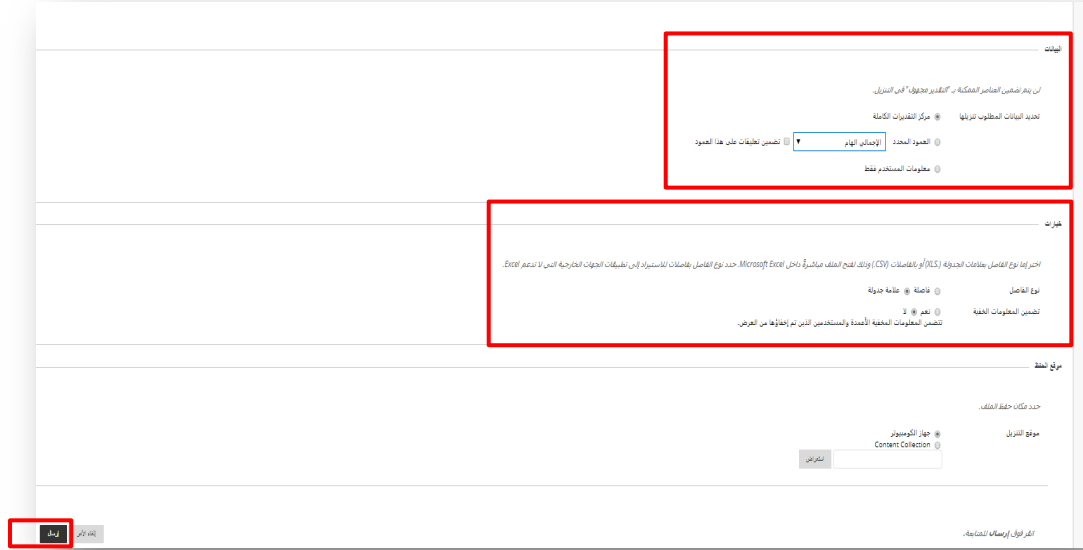 البيانات
لن يتم تضمين العناصر الممكنة بـ "التقدير مجهول" في التنزيل.
تحديد البيانات المطلوب تنزيلها مركز التقديرات الكاملة
العمود المحدد الإجمالي الهام تضمين تعليقات على هذا العمود
معلومات المستخدم فقط
خيارات
اختر إما نوع الفاصل بعلامات الجدولة (.XLS) أو بالفاصلات (.CSV) وذلك لفتح الملف مباشرةً داخل Microsoft Excel. حدد نوع الفاصل بفاصلات للاستيراد إلى تطبيقات الجهات الخارجية التي لا تدعم Excel.
نوع الفاصل فاصلة علامة جدولة
تضمين المعلومات الخفية نعم لا
تتضمن المعلومات المخفية الأعمدة والمستخدمين الذين تم إخفاؤها من العرض.
موقع الحفظ
حدد مكان حفظ الملف.
موقع التنزيل جهاز الكومبيوتر
Content Collection
استعراض
انقر فوق إرسال للمتابعة.
إلغاء الأمر إرسال